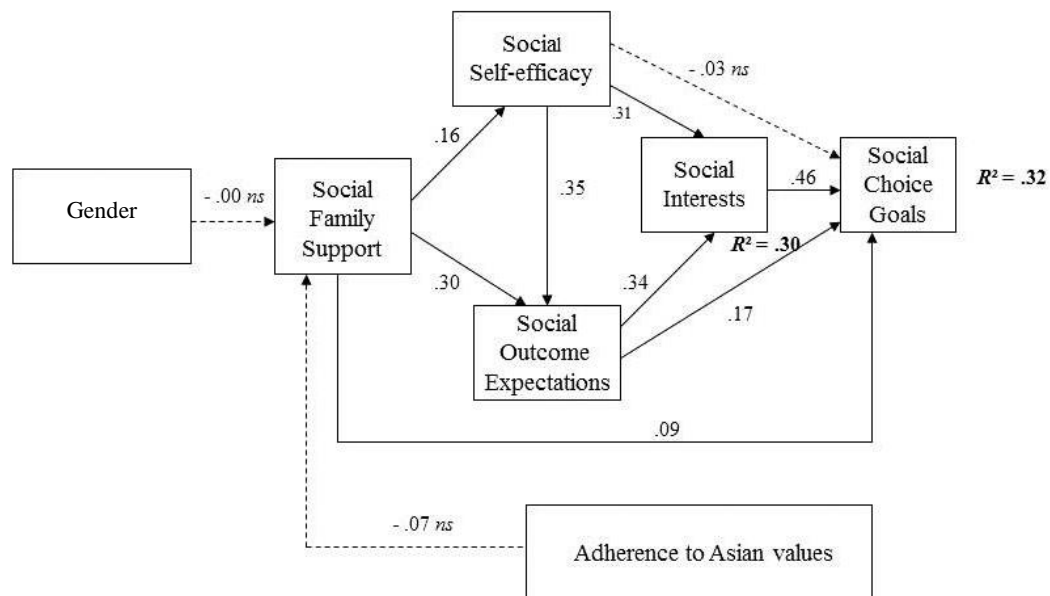 Social
Self-efficacy
- .03 ns
.31
.16
Social
Interests
Social
Choice
Goals
R² = .32
.46
Gender
- .00 ns
Social
Family
Support
.35
R² = .30
.30
.34
.17
Social
Outcome
Expectations
.09
- .07 ns
Adherence to Asian values